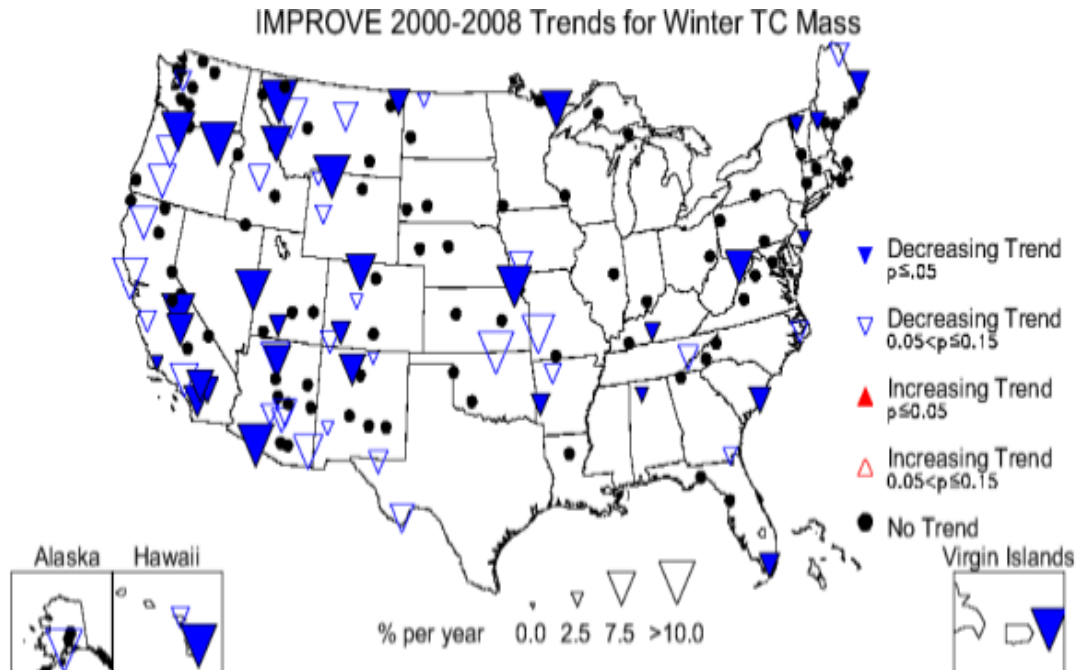 IMPROVE 2000-2008 Trends for Winter TC Mass
Decreasing Trend
p≤.05
Decreasing Trend
0.05<p≤0.15
Increasing Trend
p≤0.05
Increasing Trend
0.05<p≤0.15
No Trend
Alaska
Hawaii
Virgin Islands
% per year 0.0 2.5 7.5 >10.0